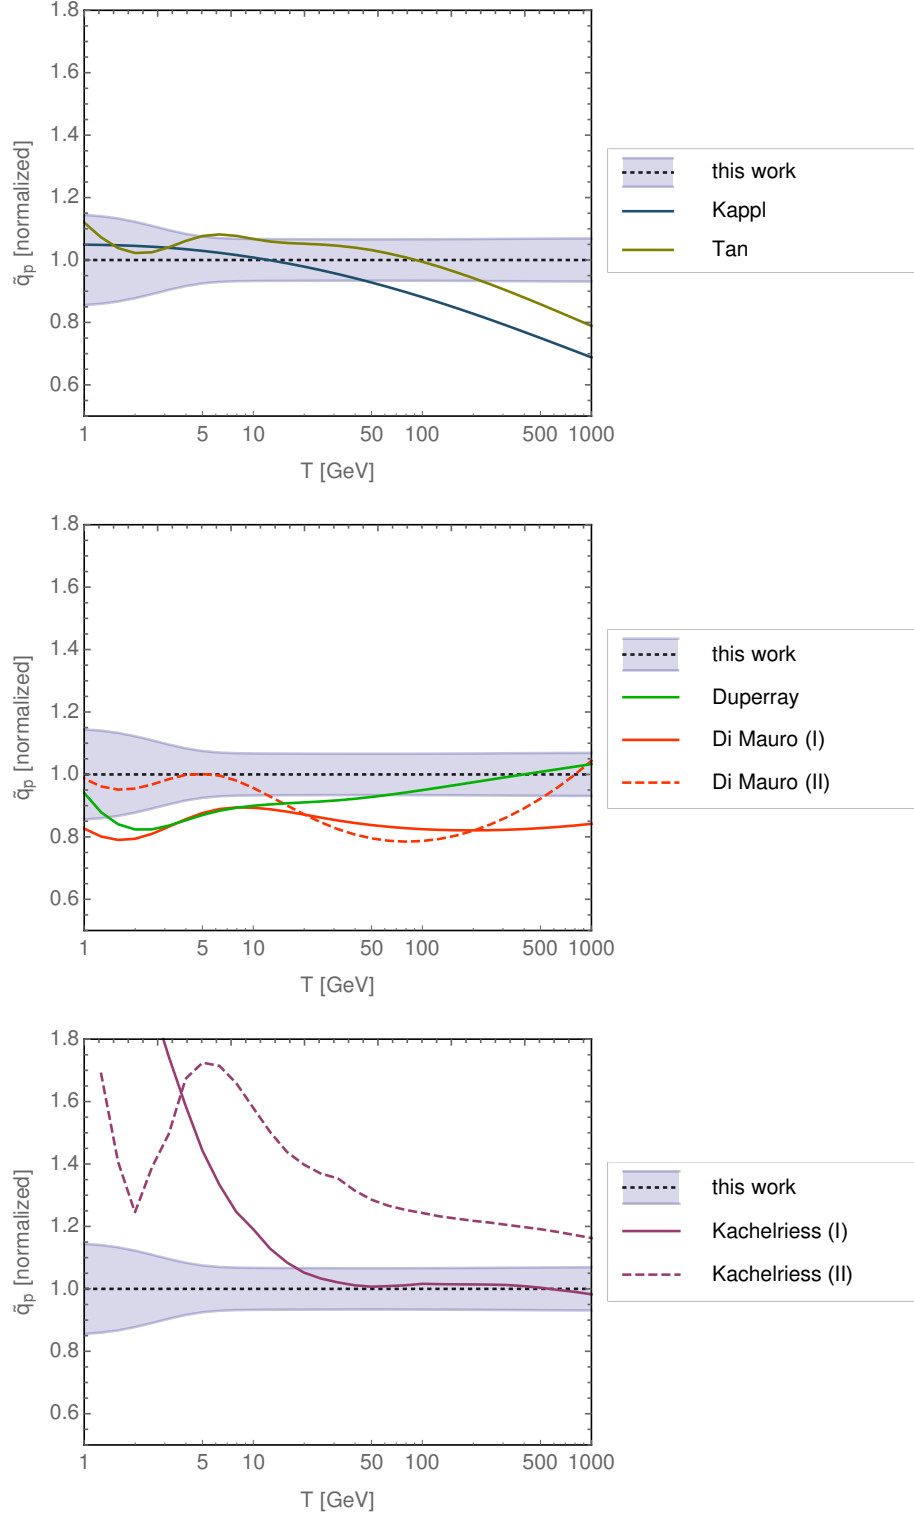 1.8
1.6
1.4
1.2
1.0
0.8
0.6
q̃p [normalized]
1 5 10 50 100 500 1000
T [GeV]
this work
Kappl
Tan
1.8
1.6
1.4
1.2
1.0
0.8
0.6
q̃p [normalized]
1 5 10 50 100 500 1000
T [GeV]
this work
Duperray
Di Mauro (I)
Di Mauro (II)
1.8
1.6
1.4
1.2
1.0
0.8
0.6
q̃p [normalized]
1 5 10 50 100 500 1000
T [GeV]
this work
Kachelriess (I)
Kachelriess (II)